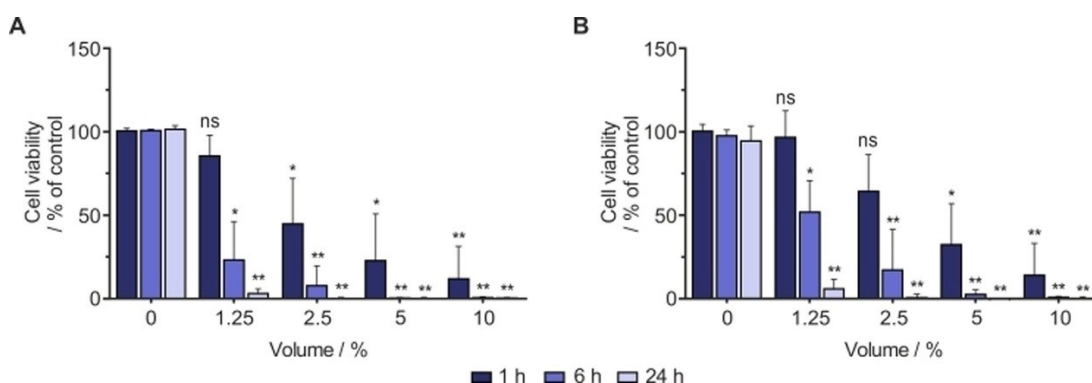 A
150
100
50
0
Cell viability
/ % of control
ns
*
**
*
**
**
*
**
**
**
**
**
0 1.25 2.5 5 10
Volume / %
B
150
100
50
0
Cell viability
/ % of control
ns
*
**
ns
**
**
*
**
**
**
**
**
0 1.25 2.5 5 10
Volume / %
1 h 6 h 24 h